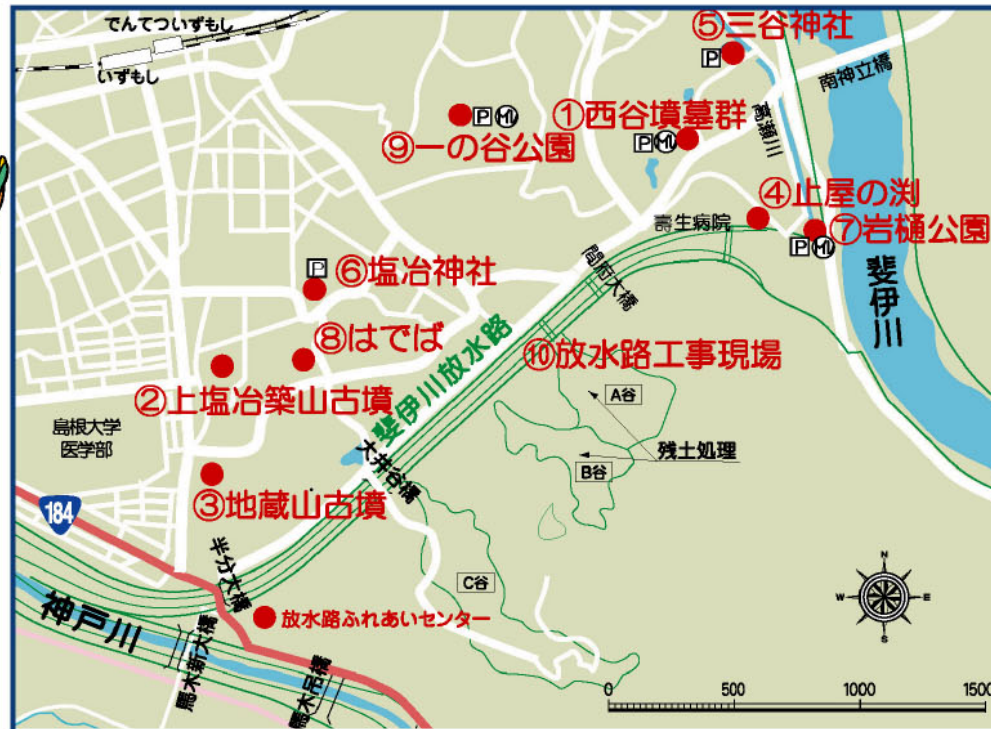 でんてついずもし
いずもし
⑤三谷神社
P
南神立橋
①西谷墳墓群
P
高瀬川
P
⑨一の谷公園
④止屋の渕
壽生病院
⑦岩樋公園
P
斐伊川
間府大橋
P
⑥塩冶神社
⑧はでば
斐伊川放水路
⑩放水路工事現場
②上塩冶築山古墳
A谷
島根大学
医学部
残土処理
B谷
大井谷橋
③地蔵山古墳
184
半分大橋
C谷
N
W
E
S
神戸川
放水路ふれあいセンター
馬木新大橋
馬木吊橋
0
500
1000
1500